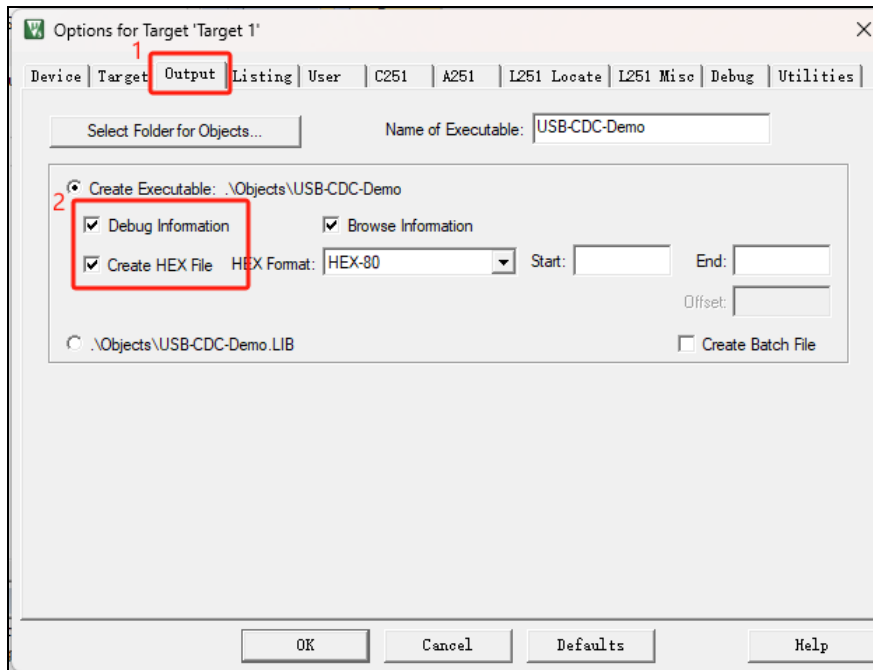 Options for Target 'Target 1'
1
Device Target Output Listing User C251 A251 L251 Locate L251 Misc Debug Utilities
Select Folder for Objects... Name of Executable: USB-CDC-Demo
2 Create Executable: .\Objects\USB-CDC-Demo
Debug Information Browse Information
Create HEX File HEX Format: HEX-80 Start: End:
Offset:
.\Objects\USB-CDC-Demo.LIB Create Batch File
OK Cancel Defaults Help